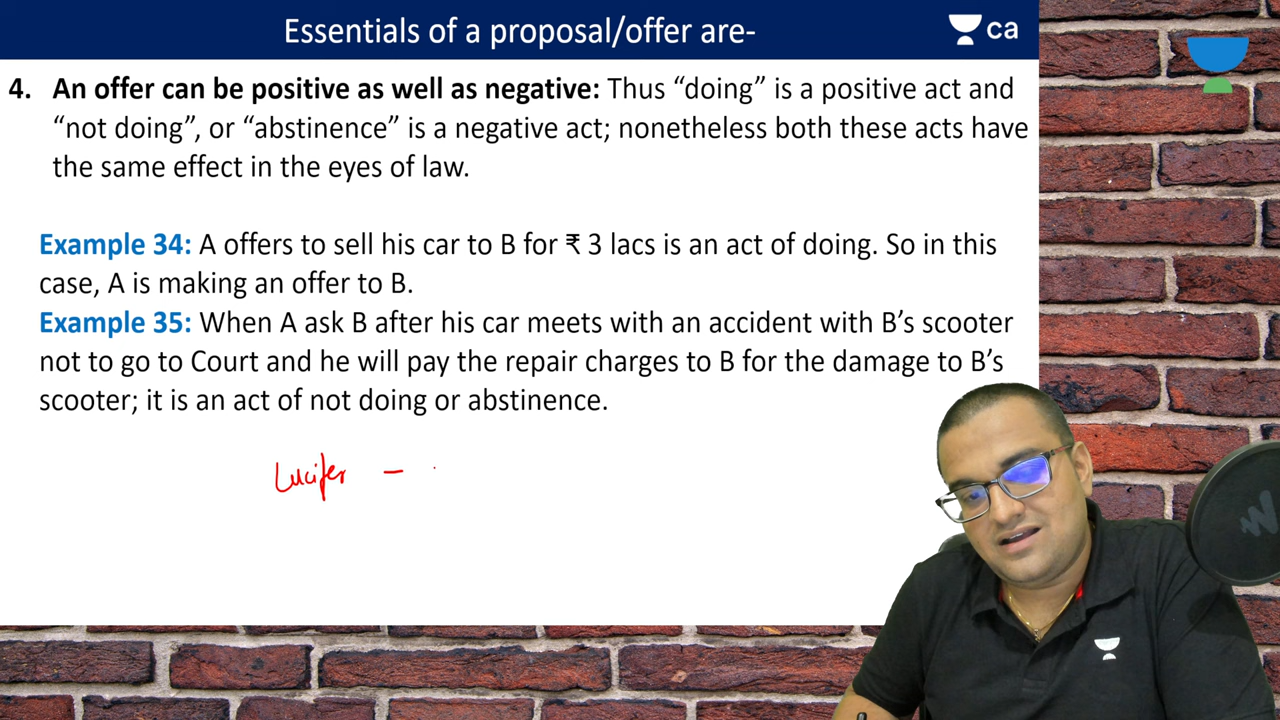 Essentials of a proposal/offer are-
ca
4. An offer can be positive as well as negative: Thus “doing” is a positive act and
“not doing”, or “abstinence” is a negative act; nonetheless both these acts have
the same effect in the eyes of law.
Example 34: A offers to sell his car to B for ₹ 3 lacs is an act of doing. So in this
case, A is making an offer to B.
Example 35: When A ask B after his car meets with an accident with B’s scooter
not to go to Court and he will pay the repair charges to B for the damage to B’s
scooter; it is an act of not doing or abstinence.
Lucifer -